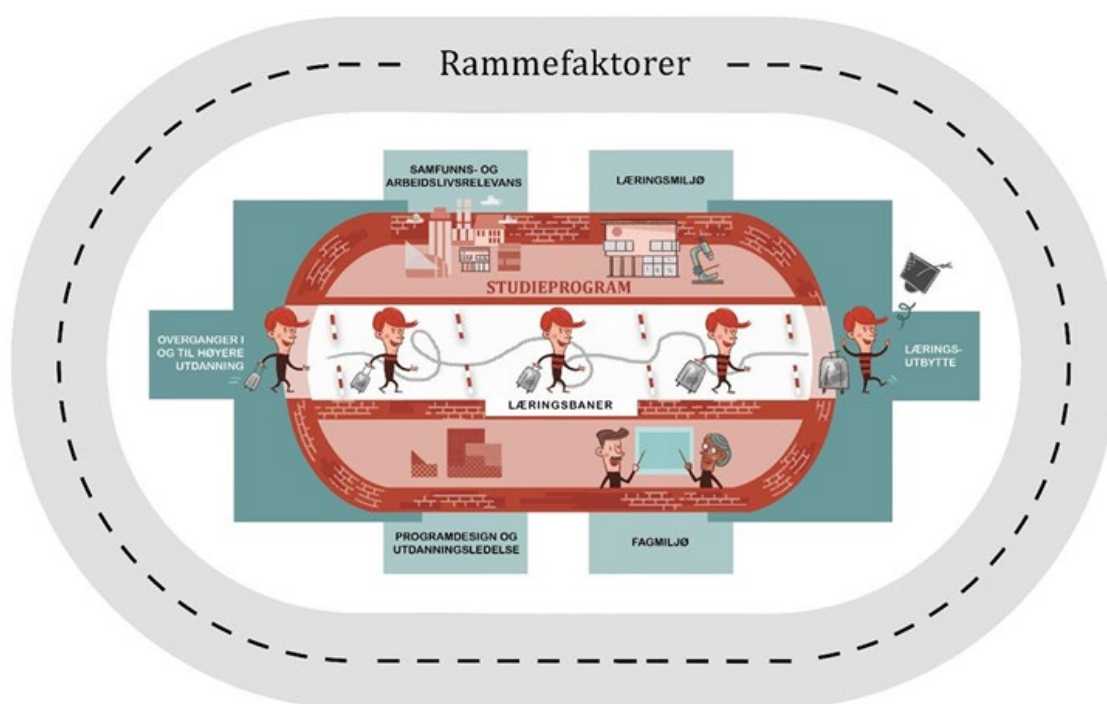 Rammefaktorer
SAMFUNNS- OG
ARBEIDSLIVSRELEVANS
LÆRINGSMILJØ
STUDIEPROGRAM
OVERGANGER I
OG TIL HØYERE
UTDANNING
LÆRINGS-
UTBYTTE
LÆRINGSBANER
PROGRAMDESIGN OG
UTDANNINGSLEDELSE
FAGMILJØ